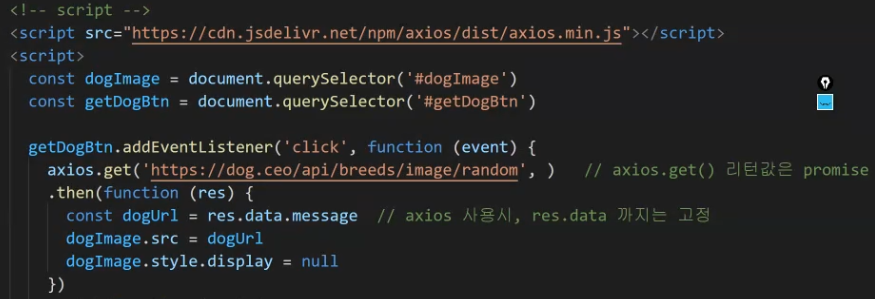 <!-- script -->
<script src="https://cdn.jsdelivr.net/npm/axios/dist/axios.min.js"></script>
<script>
const dogImage = document.querySelector('#dogImage')
const getDogBtn = document.querySelector('#getDogBtn')
getDogBtn.addEventListener('click', function (event) {
axios.get('https://dog.ceo/api/breeds/image/random', ) // axios.get() 리턴값은 promise
.then(function (res) {
const dogUrl = res.data.message // axios 사용시, res.data 까지는 고정
dogImage.src = dogUrl
dogImage.style.display = null
})